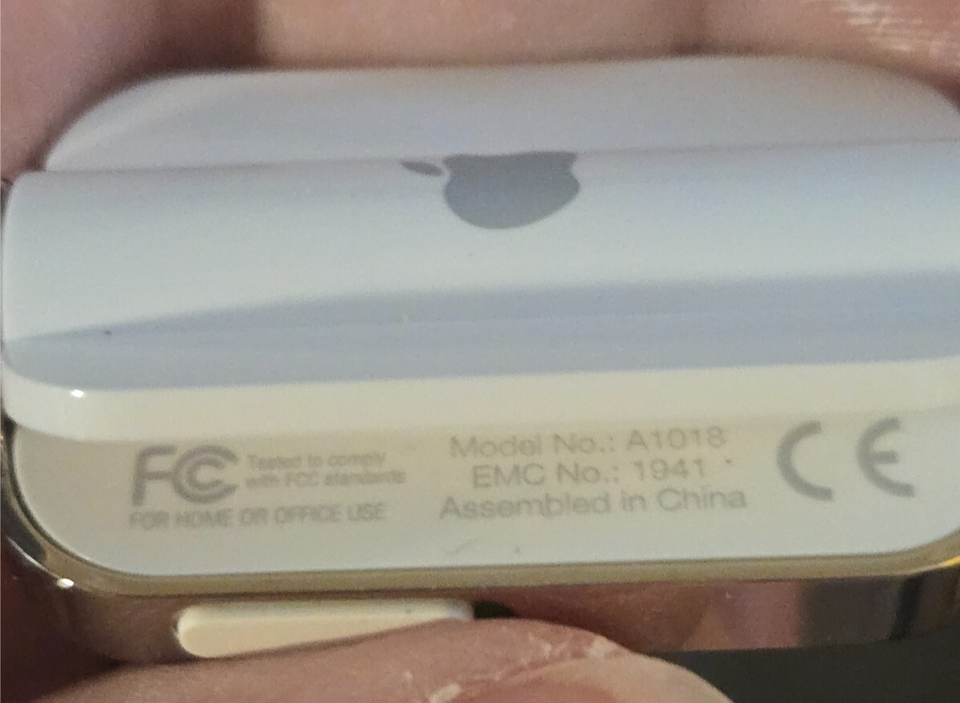 FC Tested to comply
with FCC standards
FOR HOME OR OFFICE USE
Model No.: A1018
EMC No.: 1941
Assembled in China
CE